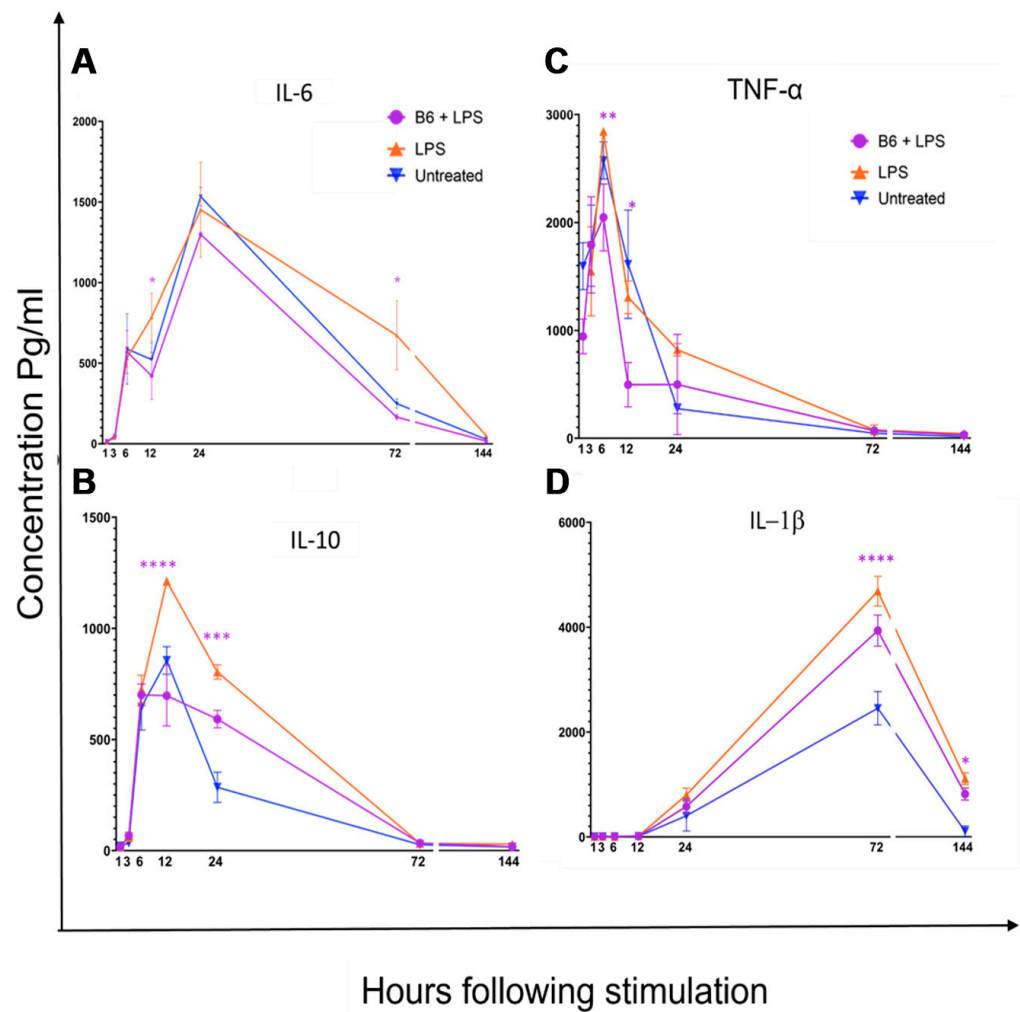 Concentration Pg/ml
A
IL-6
B6 + LPS
LPS
Untreated
2000
1500
1000
500
0
*
*
1 3 6 12 24 72 144
B
IL-10
1500
1000
500
0
****
***
1 3 6 12 24 72 144
C
TNF-α
B6 + LPS
LPS
Untreated
3000
2000
1000
0
**
*
1 3 6 12 24 72 144
D
IL-1β
6000
4000
2000
0
****
*
1 3 6 12 24 72 144
Hours following stimulation